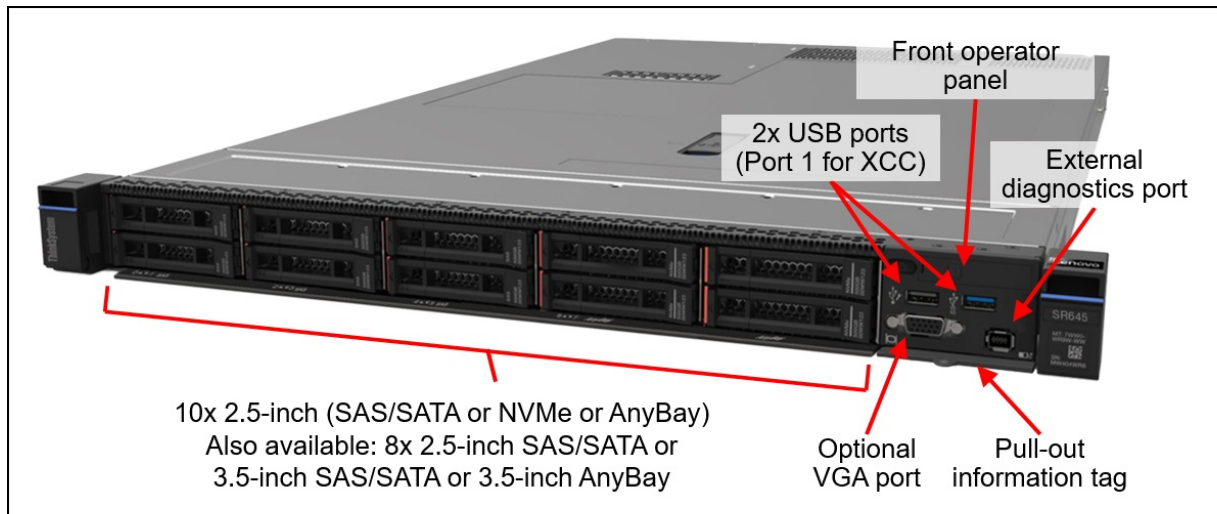 Front operator
panel
2x USB ports
(Port 1 for XCC)
External
diagnostics port
ThinkSystem
Lenovo
SR645
10x 2.5-inch (SAS/SATA or NVMe or AnyBay)
Also available: 8x 2.5-inch SAS/SATA or
3.5-inch SAS/SATA or 3.5-inch AnyBay
Optional
VGA port
Pull-out
information tag